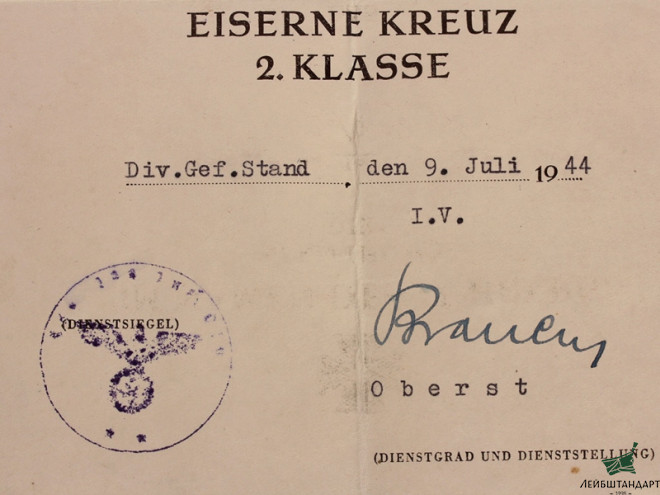 EISERNE KREUZ
2. KLASSE
Div.Gef.Stand, den 9. Juli 1944
I.V.
(DIENSTSIEGEL)
Oberst
(DIENSTGRAD UND DIENSTSTELLUNG)
ЛЕЙБШТАНДАРТ